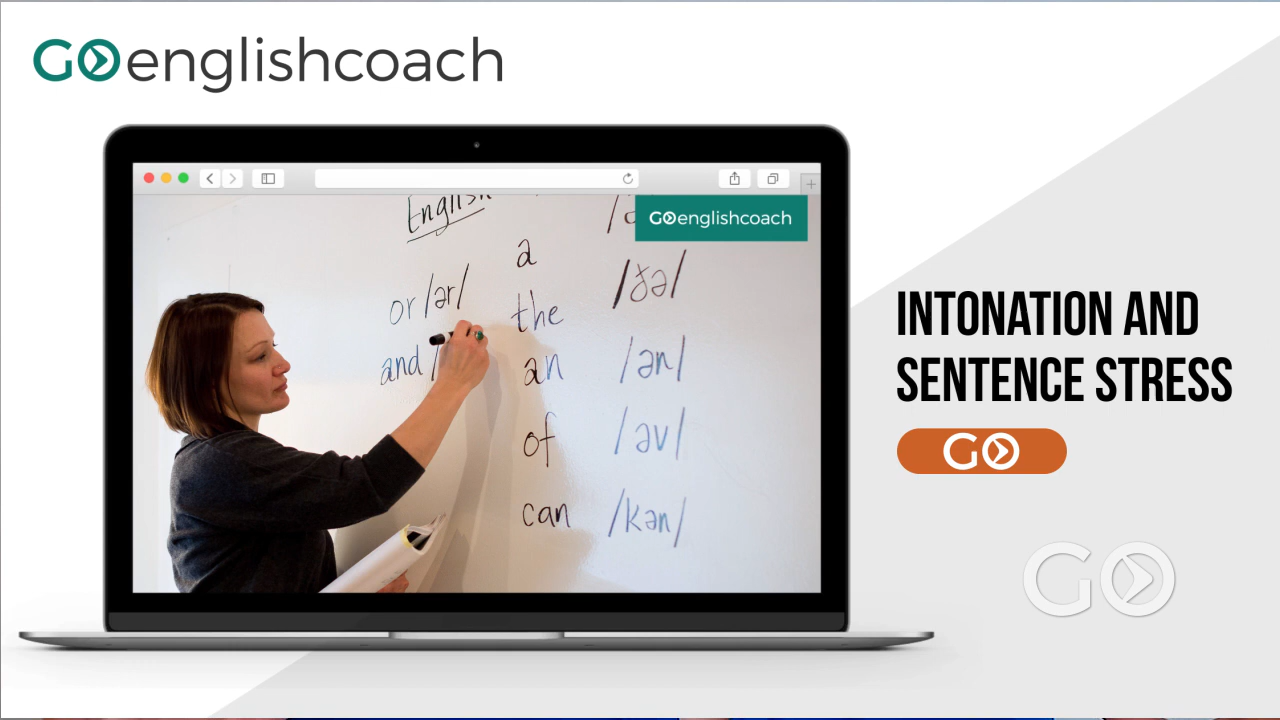 GOenglishcoach
English
GOenglishcoach
a
or /ər/
/ðə/
the
and /
an /ən/
of /əv/
can /kən/
INTONATION AND
SENTENCE STRESS
GO
GO